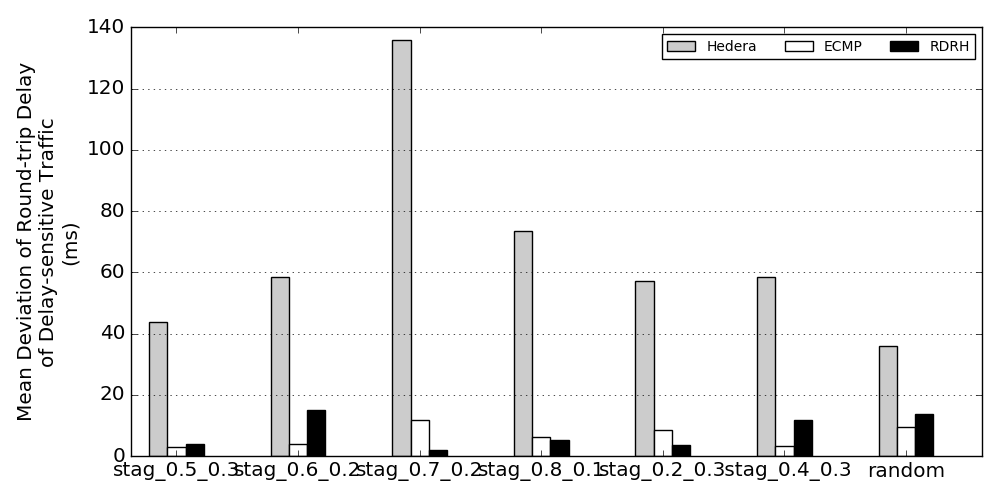 Mean Deviation of Round-trip Delay
of Delay-sensitive Traffic
(ms)
140
120
100
80
60
40
20
0
Hedera ECMP RDRH
stag_0.5_0.3 stag_0.6_0.2 stag_0.7_0.2 stag_0.8_0.1 stag_0.2_0.3 stag_0.4_0.3 random